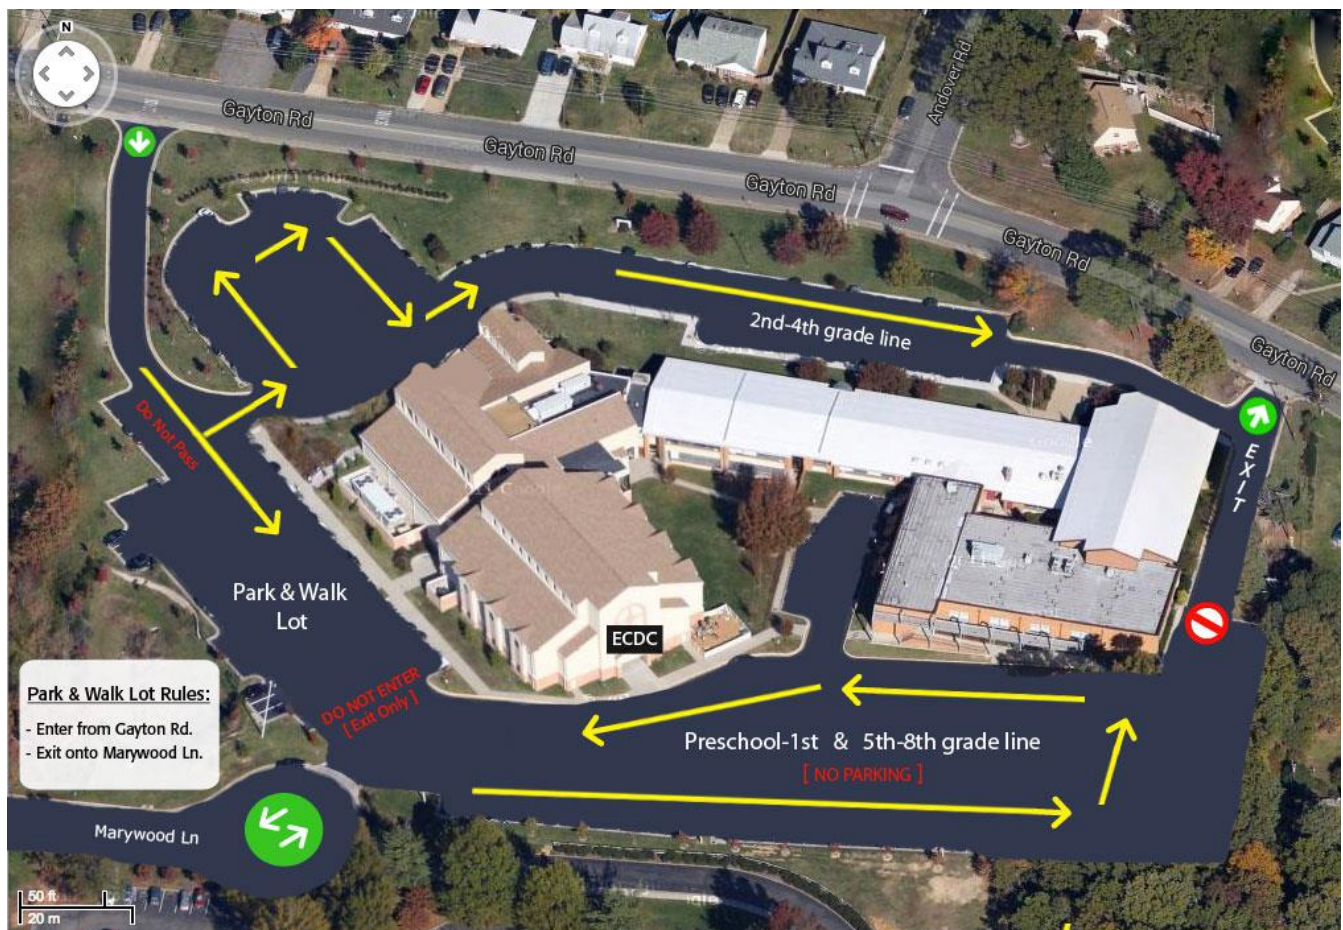 N
Gayton Rd
Gayton Rd
Gayton Rd
Gayton Rd
Gayton Rd
Andover Rd
2nd-4th grade line
Do Not Pass
EXIT
Park & Walk
Lot
ECDC
DO NOT ENTER
[ Exit Only ]
Preschool-1st & 5th-8th grade line
[ NO PARKING ]
Park & Walk Lot Rules:
- Enter from Gayton Rd.
- Exit onto Marywood Ln.
Marywood Ln
50 ft
20 m